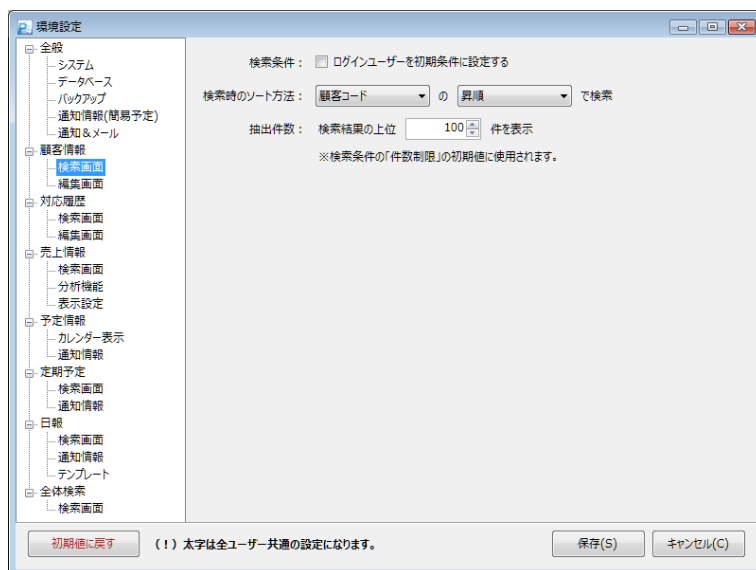 環境設定
全般
システム
データベース
バックアップ
通知情報(簡易予定)
通知&メール
顧客情報
検索画面
編集画面
対応履歴
検索画面
編集画面
売上情報
検索画面
分析機能
表示設定
予定情報
カレンダー表示
通知情報
定期予定
検索画面
通知情報
日報
検索画面
通知情報
テンプレート
全体検索
検索画面
検索条件： ログインユーザーを初期条件に設定する
検索時のソート方法： 顧客コード の 昇順 で検索
抽出件数： 検索結果の上位 100 件を表示
※検索条件の「件数制限」の初期値に使用されます。
初期値に戻す (！) 太字は全ユーザー共通の設定になります。 保存(S) キャンセル(C)